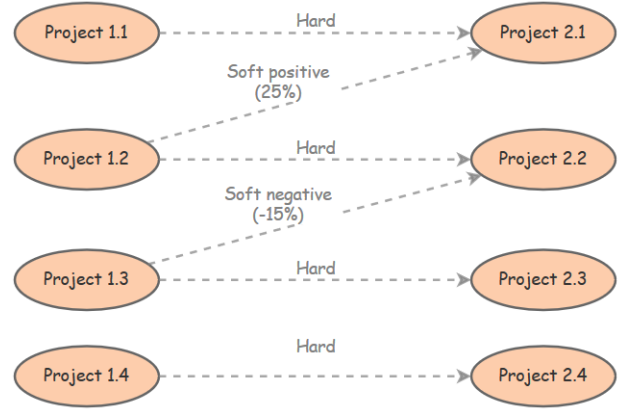 Project 1.1
Hard
Project 2.1
Soft positive
(25%)
Project 1.2
Hard
Project 2.2
Soft negative
(-15%)
Project 1.3
Hard
Project 2.3
Project 1.4
Hard
Project 2.4